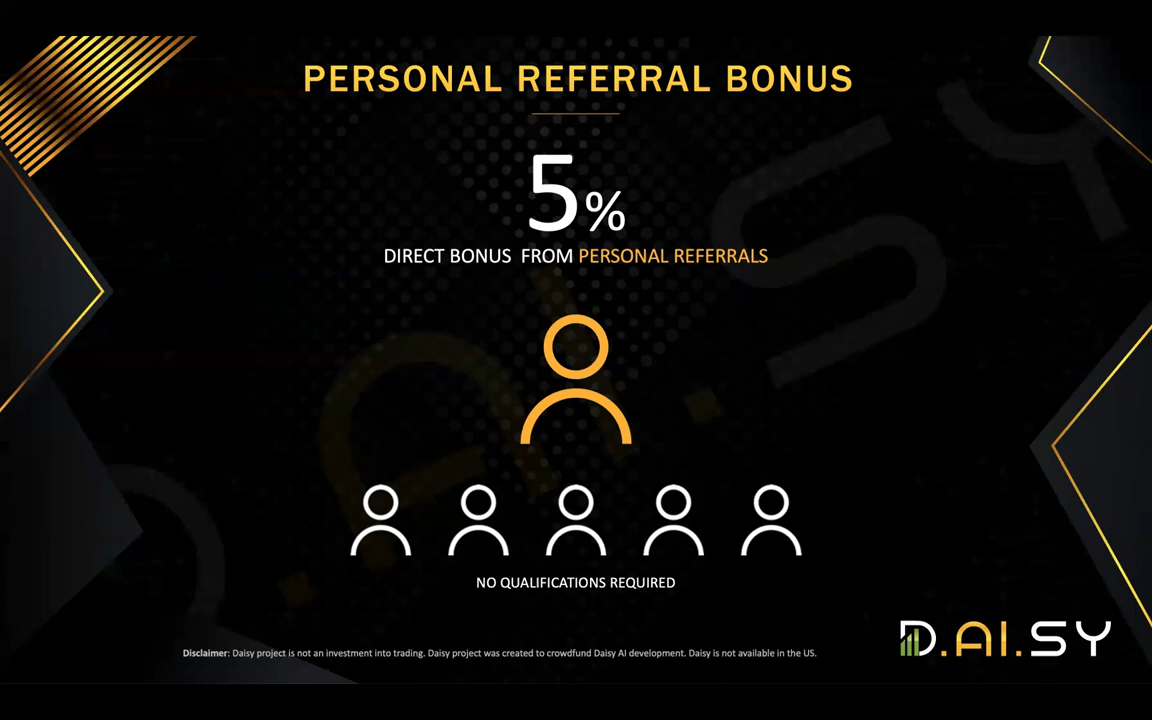 PERSONAL REFERRAL BONUS
5%
DIRECT BONUS FROM PERSONAL REFERRALS
NO QUALIFICATIONS REQUIRED
Disclaimer: Daisy project is not an investment into trading. Daisy project was created to crowdfund Daisy AI development. Daisy is not available in the US.
D.AI.SY